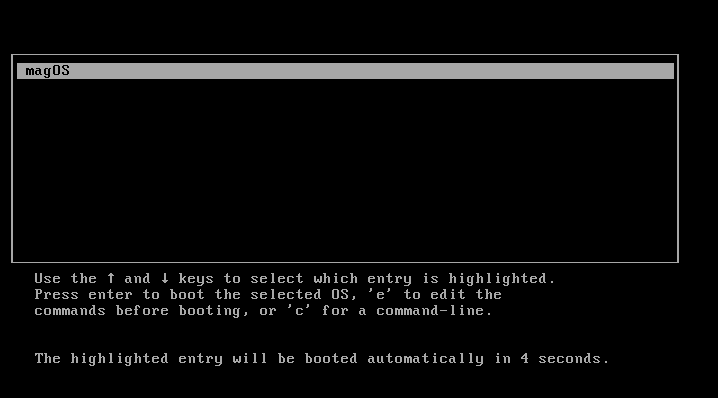 magOS
Use the ↑ and ↓ keys to select which entry is highlighted.
Press enter to boot the selected OS, 'e' to edit the
commands before booting, or 'c' for a command-line.
The highlighted entry will be booted automatically in 4 seconds.